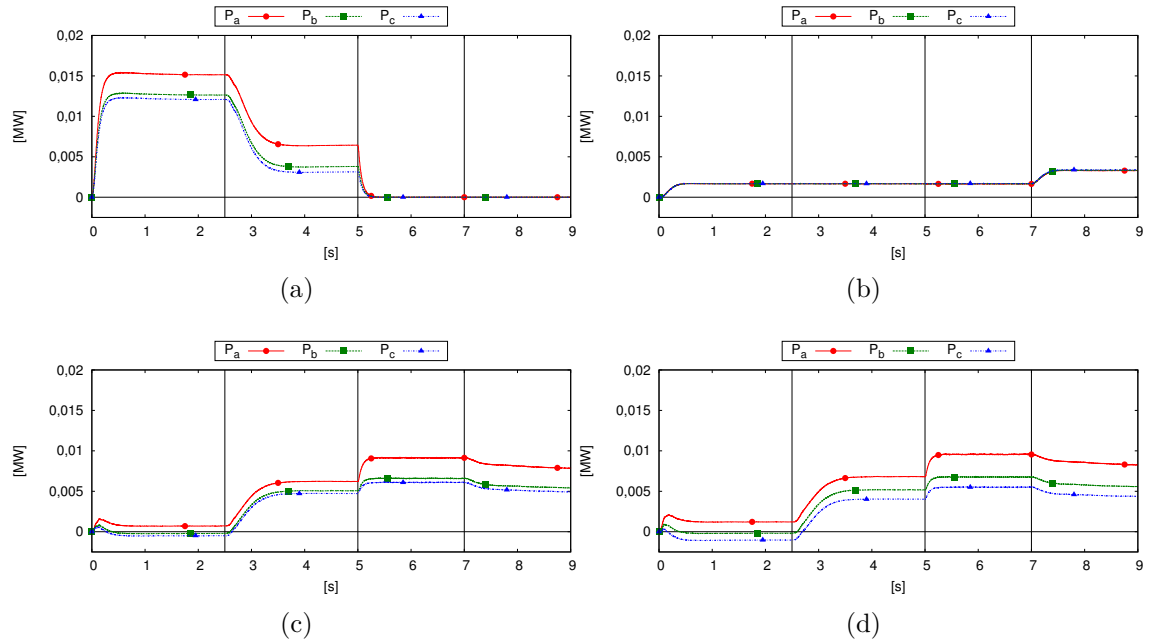 P_a P_b P_c P_a P_b P_c
0,02 0,02
0,015 0,015
0,01 0,01
0,005 0,005
0 0
[MW] [MW]
0 1 2 3 4 5 6 7 8 9 0 1 2 3 4 5 6 7 8 9
[s] [s]
(a) (b)
P_a P_b P_c P_a P_b P_c
0,02 0,02
0,015 0,015
0,01 0,01
0,005 0,005
0 0
[MW] [MW]
0 1 2 3 4 5 6 7 8 9 0 1 2 3 4 5 6 7 8 9
[s] [s]
(c) (d)